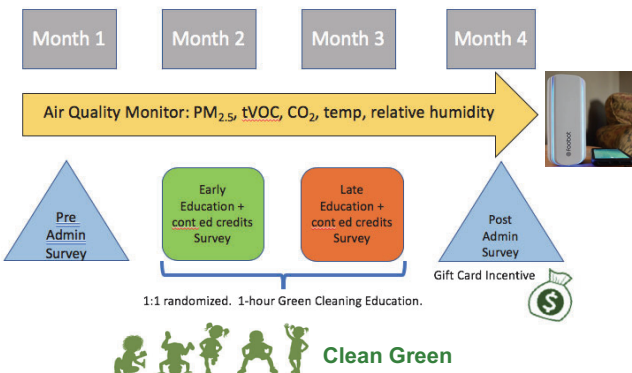 Month 1
Month 2
Month 3
Month 4
Air Quality Monitor: PM2.5, tVOC, CO2, temp, relative humidity
foobot
Pre
Admin
Survey
Early
Education +
cont ed credits
Survey
Late
Education +
cont ed credits
Survey
Post
Admin
Survey
Gift Card Incentive
$
1:1 randomized.  1-hour Green Cleaning Education.
Clean Green